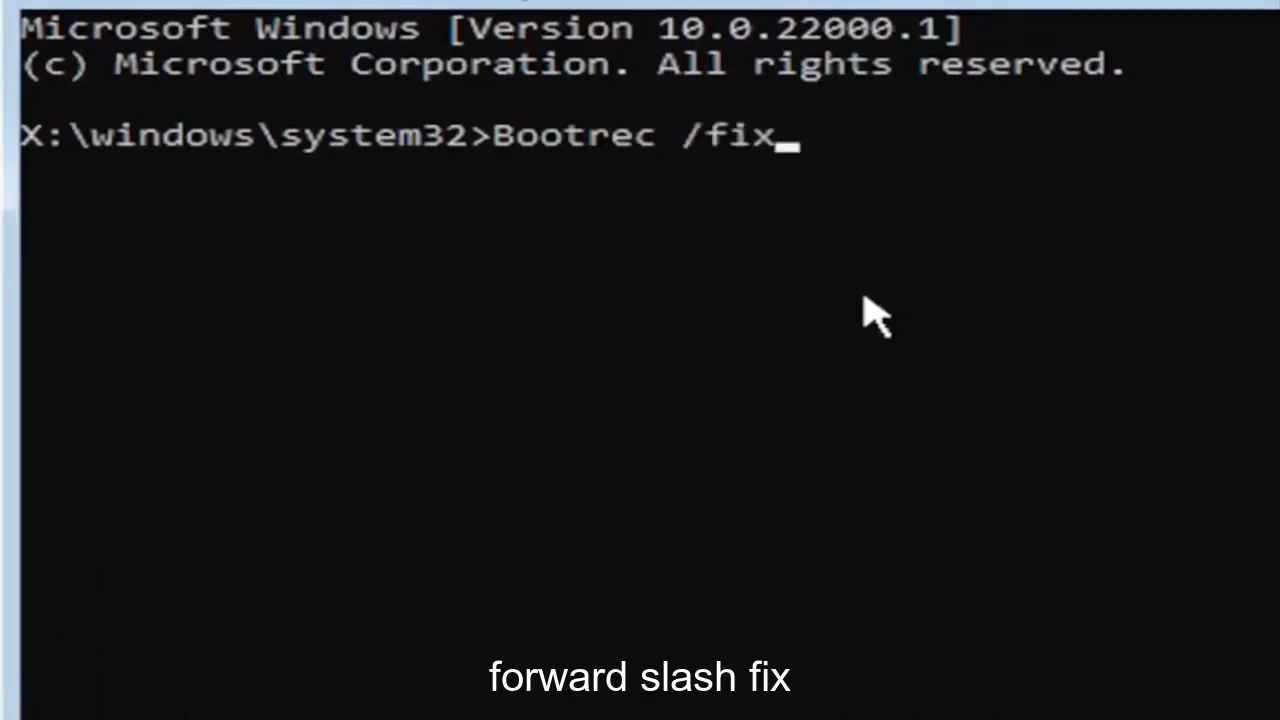 Microsoft Windows [Version 10.0.22000.1]
(c) Microsoft Corporation. All rights reserved.
X:\windows\system32>Bootrec /fix
forward slash fix